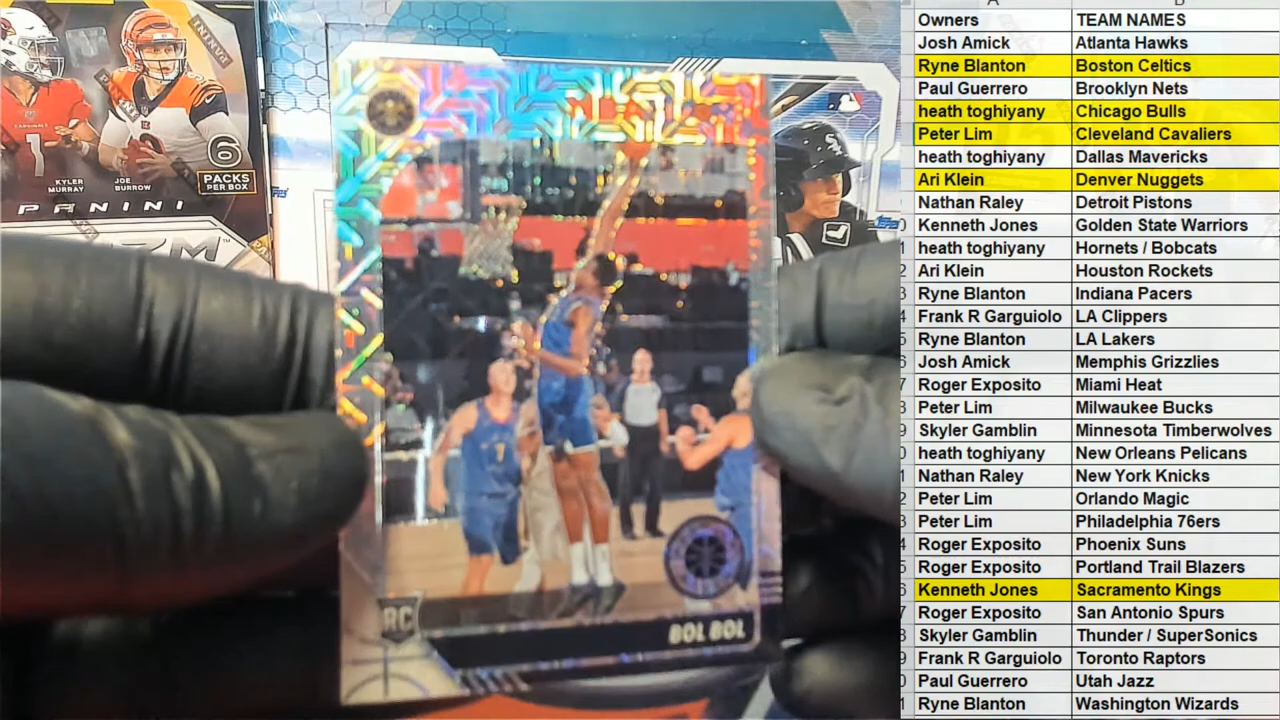 KYLER
MURRAY
JOE
BURROW
6
PACKS
PER BOX
PANINI
RC
BOL BOL
Owners TEAM NAMES
Josh Amick Atlanta Hawks
Ryne Blanton Boston Celtics
Paul Guerrero Brooklyn Nets
heath toghiyany Chicago Bulls
Peter Lim Cleveland Cavaliers
heath toghiyany Dallas Mavericks
Ari Klein Denver Nuggets
Nathan Raley Detroit Pistons
Kenneth Jones Golden State Warriors
heath toghiyany Hornets / Bobcats
Ari Klein Houston Rockets
Ryne Blanton Indiana Pacers
Frank R Garguiolo LA Clippers
Ryne Blanton LA Lakers
Josh Amick Memphis Grizzlies
Roger Exposito Miami Heat
Peter Lim Milwaukee Bucks
Skyler Gamblin Minnesota Timberwolves
heath toghiyany New Orleans Pelicans
Nathan Raley New York Knicks
Peter Lim Orlando Magic
Peter Lim Philadelphia 76ers
Roger Exposito Phoenix Suns
Roger Exposito Portland Trail Blazers
Kenneth Jones Sacramento Kings
Roger Exposito San Antonio Spurs
Skyler Gamblin Thunder / SuperSonics
Frank R Garguiolo Toronto Raptors
Paul Guerrero Utah Jazz
Ryne Blanton Washington Wizards